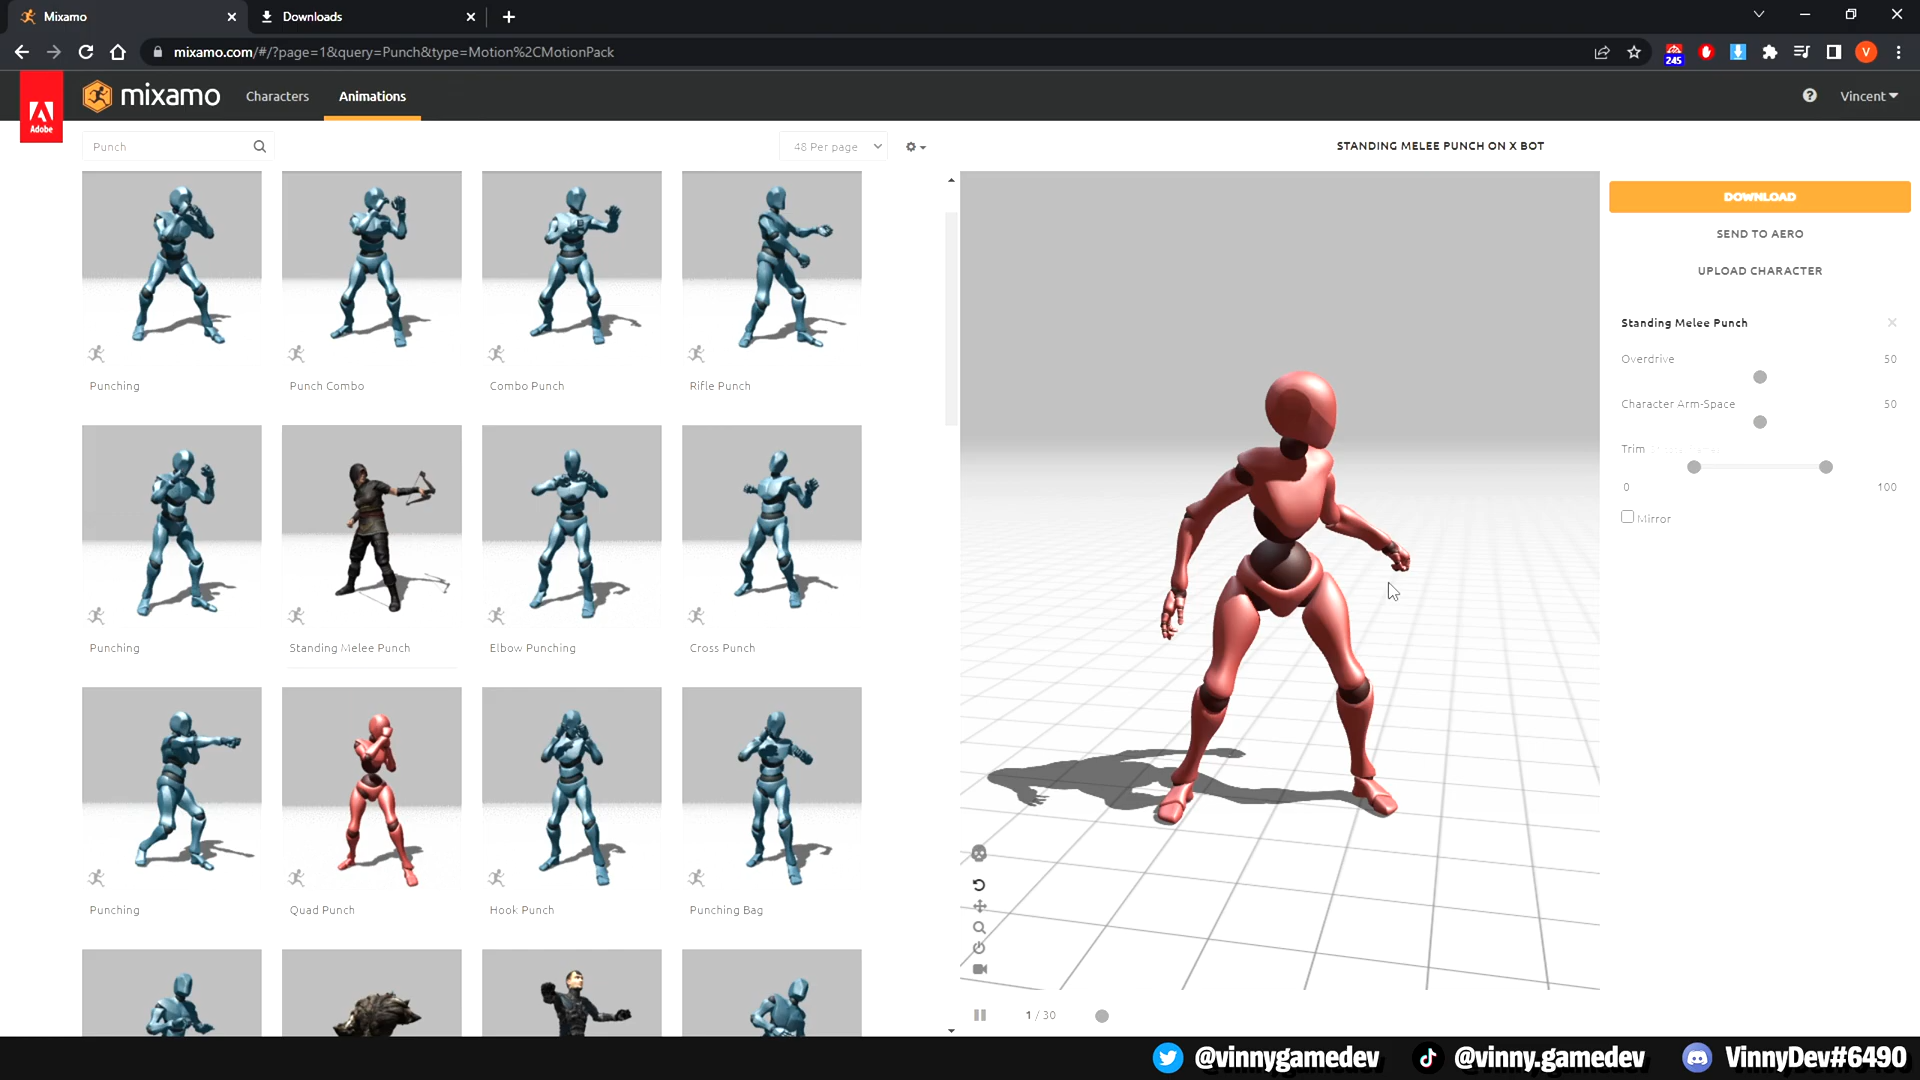 Mixamo
Downloads
mixamo.com/#/?page=1&query=Punch&type=Motion%2CMotionPack
245
V
Adobe
mixamo
Characters
Animations
Vincent
Punch
48 Per page
STANDING MELEE PUNCH ON X BOT
DOWNLOAD
SEND TO AERO
UPLOAD CHARACTER
Standing Melee Punch
Overdrive
50
Character Arm-Space
50
Trim
0
100
Mirror
Punching
Punch Combo
Combo Punch
Rifle Punch
Punching
Standing Melee Punch
Elbow Punching
Cross Punch
Punching
Quad Punch
Hook Punch
Punching Bag
1 / 30
@vinnygamedev
@vinny.gamedev
VinnyDev#6490